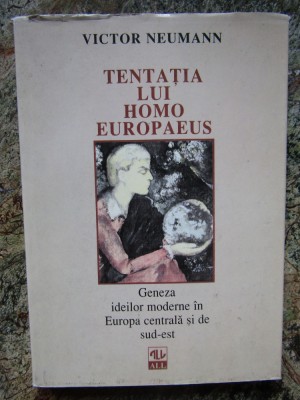 VICTOR NEUMANN
TENTAȚIA
LUI
HOMO
EUROPAEUS
Geneza
ideilor moderne în
Europa centrală și de
sud-est
ALL